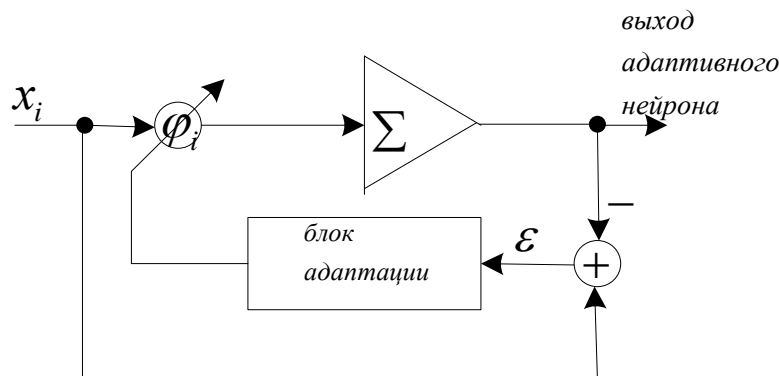 выход
адаптивного
нейрона
x_i
φ_i
Σ
−
блок
адаптации
ε
+